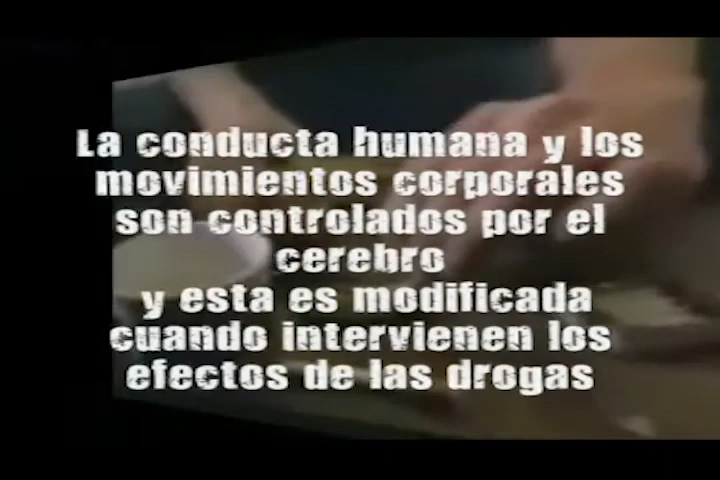 La conducta humana y los
movimientos corporales
son controlados por el
cerebro
y esta es modificada
cuando intervienen los
efectos de las drogas